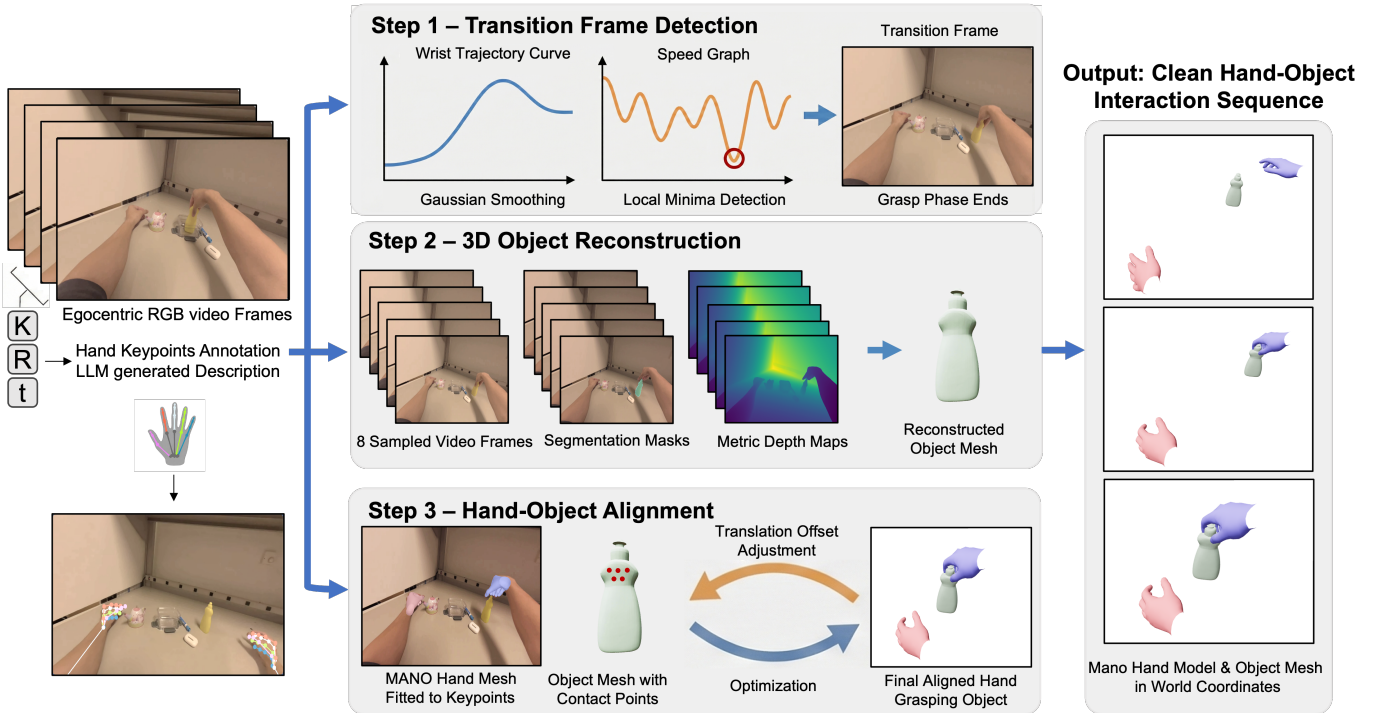 Egocentric RGB video Frames
K
R
t
Hand Keypoints Annotation
LLM generated Description
Step 1 – Transition Frame Detection
Wrist Trajectory Curve
Speed Graph
Transition Frame
Gaussian Smoothing
Local Minima Detection
Grasp Phase Ends
Step 2 – 3D Object Reconstruction
8 Sampled Video Frames
Segmentation Masks
Metric Depth Maps
Reconstructed
Object Mesh
Step 3 – Hand-Object Alignment
Translation Offset
Adjustment
MANO Hand Mesh
Fitted to Keypoints
Object Mesh with
Contact Points
Optimization
Final Aligned Hand
Grasping Object
Output: Clean Hand-Object
Interaction Sequence
Mano Hand Model & Object Mesh
in World Coordinates